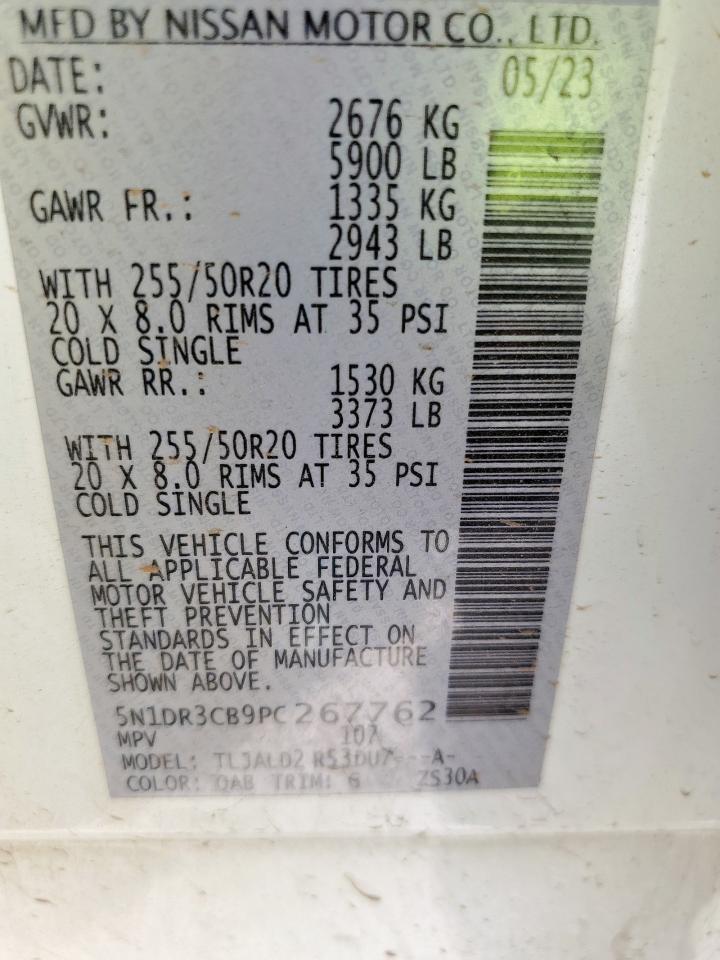 MFD BY NISSAN MOTOR CO., LTD.
DATE: 05/23
GVWR: 2676 KG
5900 LB
GAWR FR.: 1335 KG
2943 LB
WITH 255/50R20 TIRES
20 X 8.0 RIMS AT 35 PSI
COLD SINGLE
GAWR RR.: 1530 KG
3373 LB
WITH 255/50R20 TIRES
20 X 8.0 RIMS AT 35 PSI
COLD SINGLE
THIS VEHICLE CONFORMS TO
ALL APPLICABLE FEDERAL
MOTOR VEHICLE SAFETY AND
THEFT PREVENTION
STANDARDS IN EFFECT ON
THE DATE OF MANUFACTURE
SHOWN ABOVE.
5N1DR3CB9PC267762
MPV
MODEL: -A-
COLOR: QAB TRIM: G ZS30A